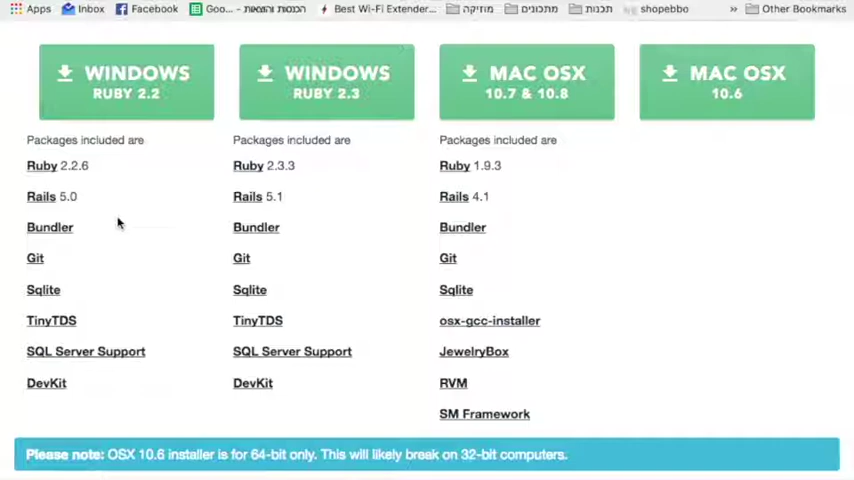 Apps Inbox Facebook Goo... - הכנסות והוצאות Best Wi-Fi Extender... מוזיקה מתכונים תכנות shopebbo » Other Bookmarks
WINDOWS
RUBY 2.2
WINDOWS
RUBY 2.3
MAC OSX
10.7 & 10.8
MAC OSX
10.6
Packages included are
Ruby 2.2.6
Rails 5.0
Bundler
Git
Sqlite
TinyTDS
SQL Server Support
DevKit
Packages included are
Ruby 2.3.3
Rails 5.1
Bundler
Git
Sqlite
TinyTDS
SQL Server Support
DevKit
Packages included are
Ruby 1.9.3
Rails 4.1
Bundler
Git
Sqlite
osx-gcc-installer
JewelryBox
RVM
SM Framework
Please note: OSX 10.6 installer is for 64-bit only. This will likely break on 32-bit computers.